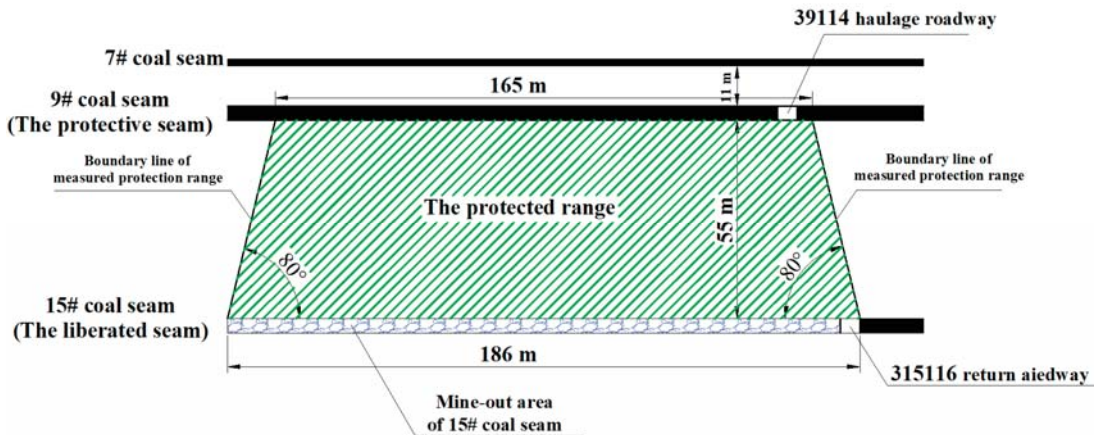 39114 haulage roadway
7# coal seam
11 m
165 m
9# coal seam
(The protective seam)
Boundary line of
measured protection range
Boundary line of
measured protection range
The protected range
55 m
80°
80°
15# coal seam
(The liberated seam)
186 m
315116 return aiedway
Mine-out area
of 15# coal seam